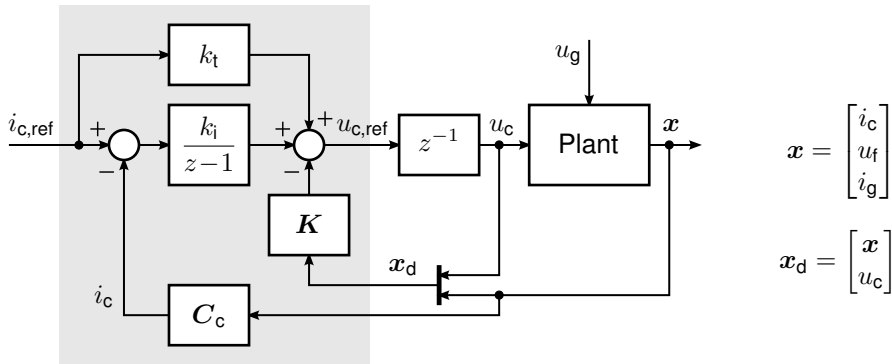 k_t
u_g
i_c,ref
+
k_i
z−1
+
+
u_c,ref
z^−1
u_c
Plant
x
−
−
K
x_d
i_c
C_c
x = [i_c u_f i_g]
x_d = [x u_c]